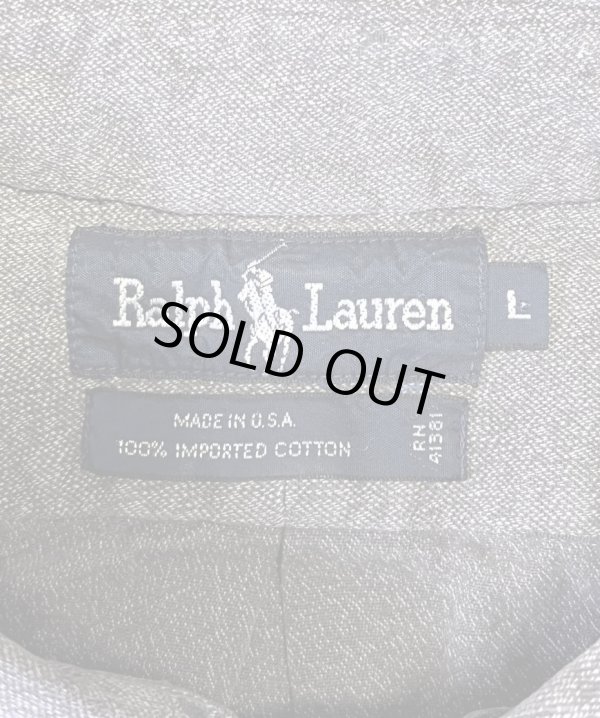 Ralph Lauren
L
SOLD OUT
MADE IN U.S.A.
100% IMPORTED COTTON
RN
41381